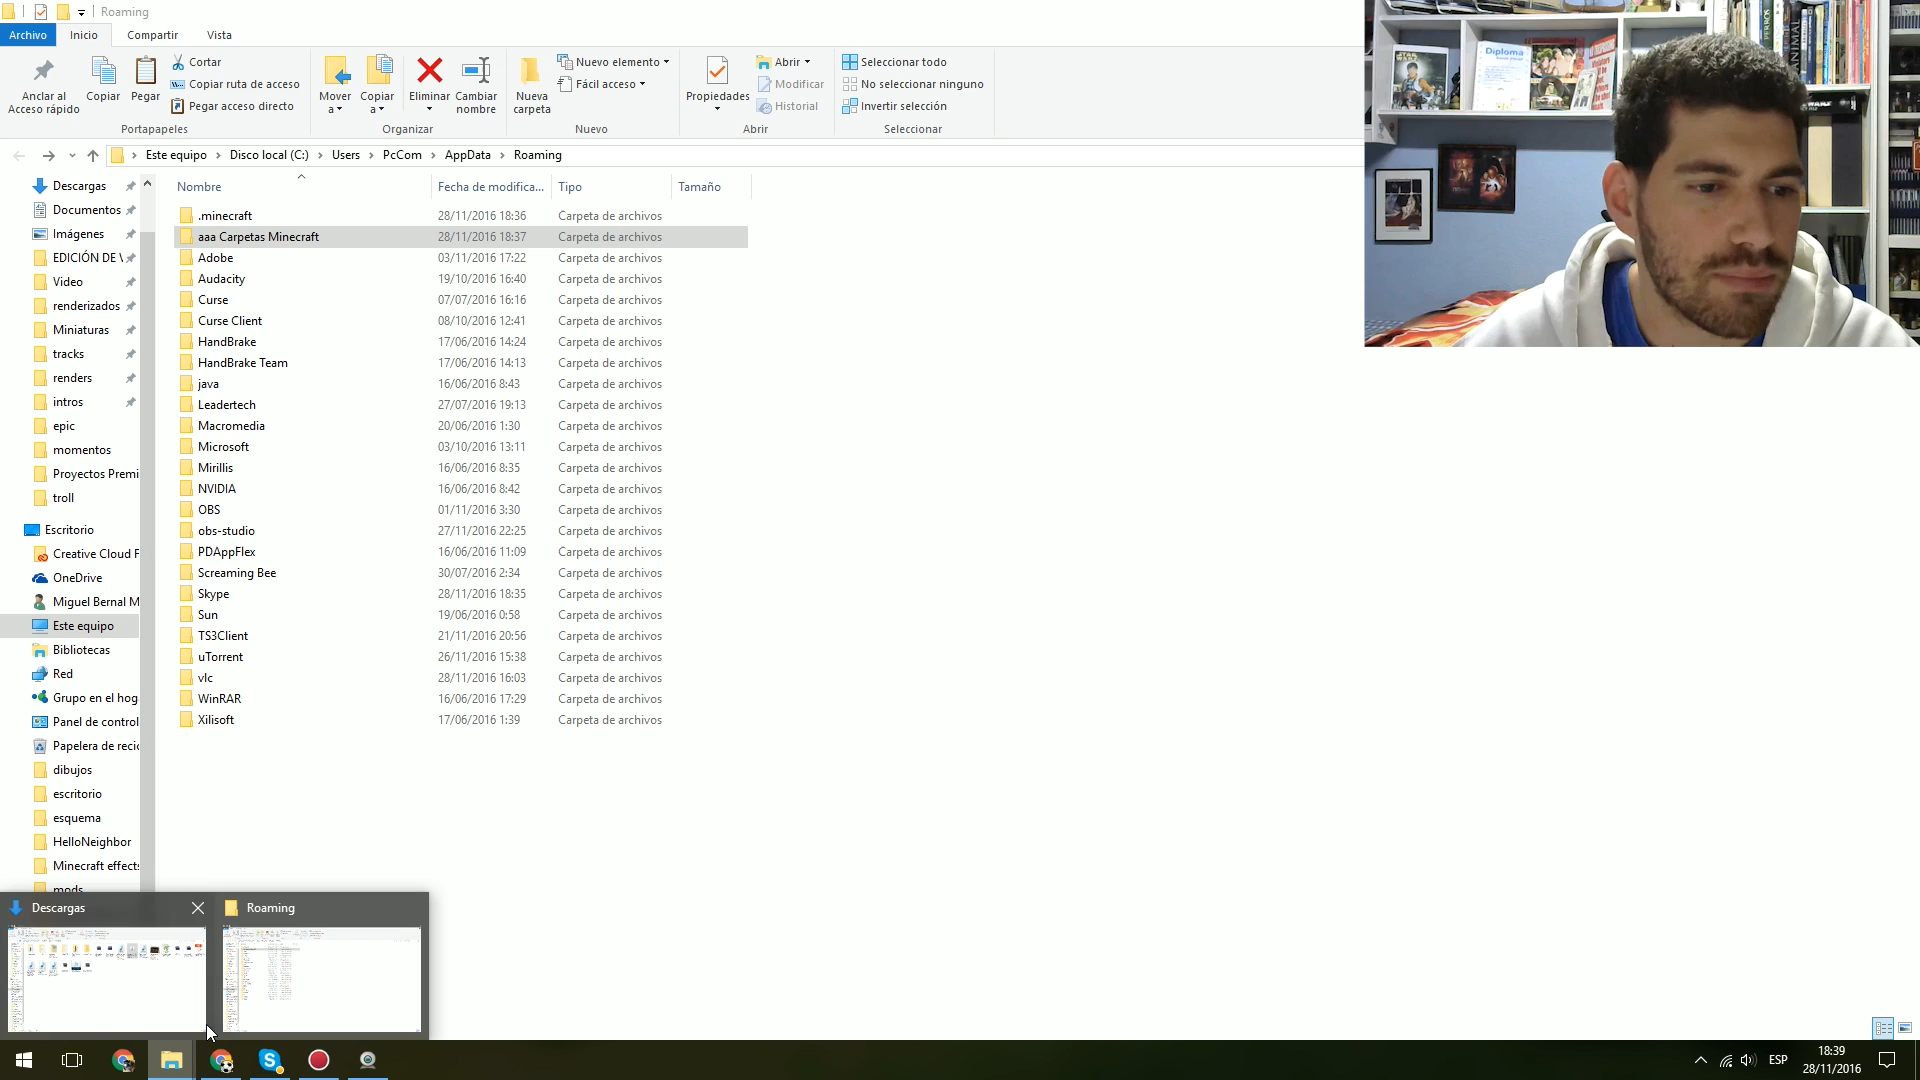 Roaming
Archivo Inicio Compartir Vista
Anclar al Acceso rápido
Copiar
Pegar
Cortar
Copiar ruta de acceso
Pegar acceso directo
Portapapeles
Mover a
Copiar a
Eliminar
Cambiar nombre
Organizar
Nueva carpeta
Nuevo elemento
Fácil acceso
Nuevo
Propiedades
Abrir
Modificar
Historial
Abrir
Seleccionar todo
No seleccionar ninguno
Invertir selección
Seleccionar
Este equipo > Disco local (C:) > Users > PcCom > AppData > Roaming
Descargas
Documentos
Imágenes
EDICIÓN DE
Video
renderizados
Miniaturas
tracks
renders
intros
epic
momentos
Proyectos Premi
troll
Escritorio
Creative Cloud F
OneDrive
Miguel Bernal M
Este equipo
Bibliotecas
Red
Grupo en el hog
Panel de control
Papelera de reci
dibujos
escritorio
esquema
HelloNeighbor
Minecraft effects
mods
Nombre Fecha de modifica... Tipo Tamaño
.minecraft 28/11/2016 18:36 Carpeta de archivos
aaa Carpetas Minecraft 28/11/2016 18:37 Carpeta de archivos
Adobe 03/11/2016 17:22 Carpeta de archivos
Audacity 19/10/2016 16:40 Carpeta de archivos
Curse 07/07/2016 16:16 Carpeta de archivos
Curse Client 08/10/2016 12:41 Carpeta de archivos
HandBrake 17/06/2016 14:24 Carpeta de archivos
HandBrake Team 17/06/2016 14:13 Carpeta de archivos
java 16/06/2016 8:43 Carpeta de archivos
Leadertech 27/07/2016 19:13 Carpeta de archivos
Macromedia 20/06/2016 1:30 Carpeta de archivos
Microsoft 03/10/2016 13:11 Carpeta de archivos
Mirillis 16/06/2016 8:35 Carpeta de archivos
NVIDIA 16/06/2016 8:42 Carpeta de archivos
OBS 01/11/2016 3:30 Carpeta de archivos
obs-studio 27/11/2016 22:25 Carpeta de archivos
PDAppFlex 16/06/2016 11:09 Carpeta de archivos
Screaming Bee 30/07/2016 2:34 Carpeta de archivos
Skype 28/11/2016 18:35 Carpeta de archivos
Sun 19/06/2016 0:58 Carpeta de archivos
TS3Client 21/11/2016 20:56 Carpeta de archivos
uTorrent 26/11/2016 15:38 Carpeta de archivos
vlc 28/11/2016 16:03 Carpeta de archivos
WinRAR 16/06/2016 17:29 Carpeta de archivos
Xilisoft 17/06/2016 1:39 Carpeta de archivos
Diploma
ANIMAL
Descargas
Roaming
ESP
18:39
28/11/2016